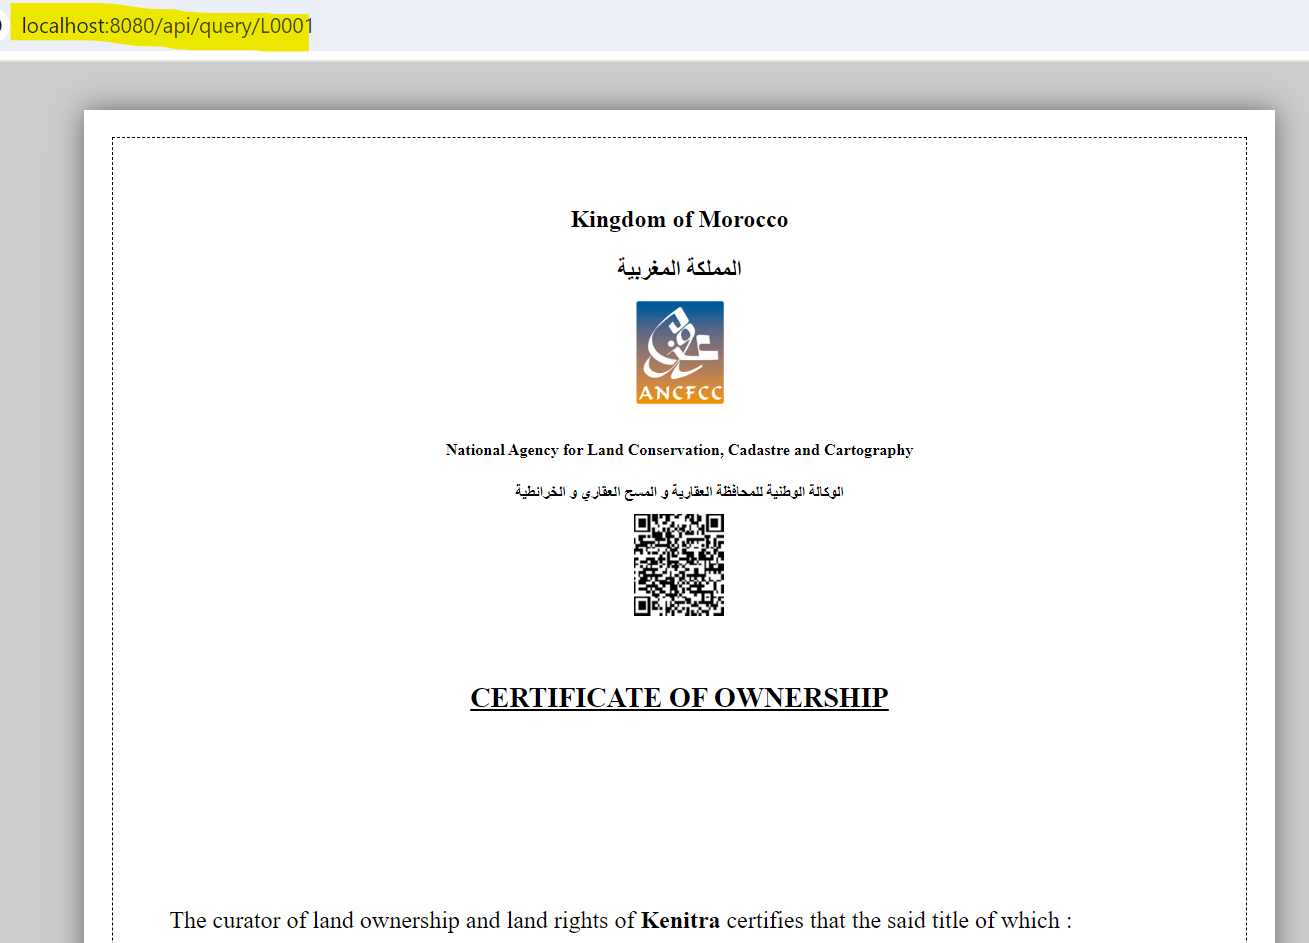 localhost:8080/api/query/L0001
Kingdom of Morocco
المملكة المغربية
ANCFCC
National Agency for Land Conservation, Cadastre and Cartography
الوكالة الوطنية للمحافظة العقارية و المسح العقاري و الخرائطية
CERTIFICATE OF OWNERSHIP
The curator of land ownership and land rights of Kenitra certifies that the said title of which :